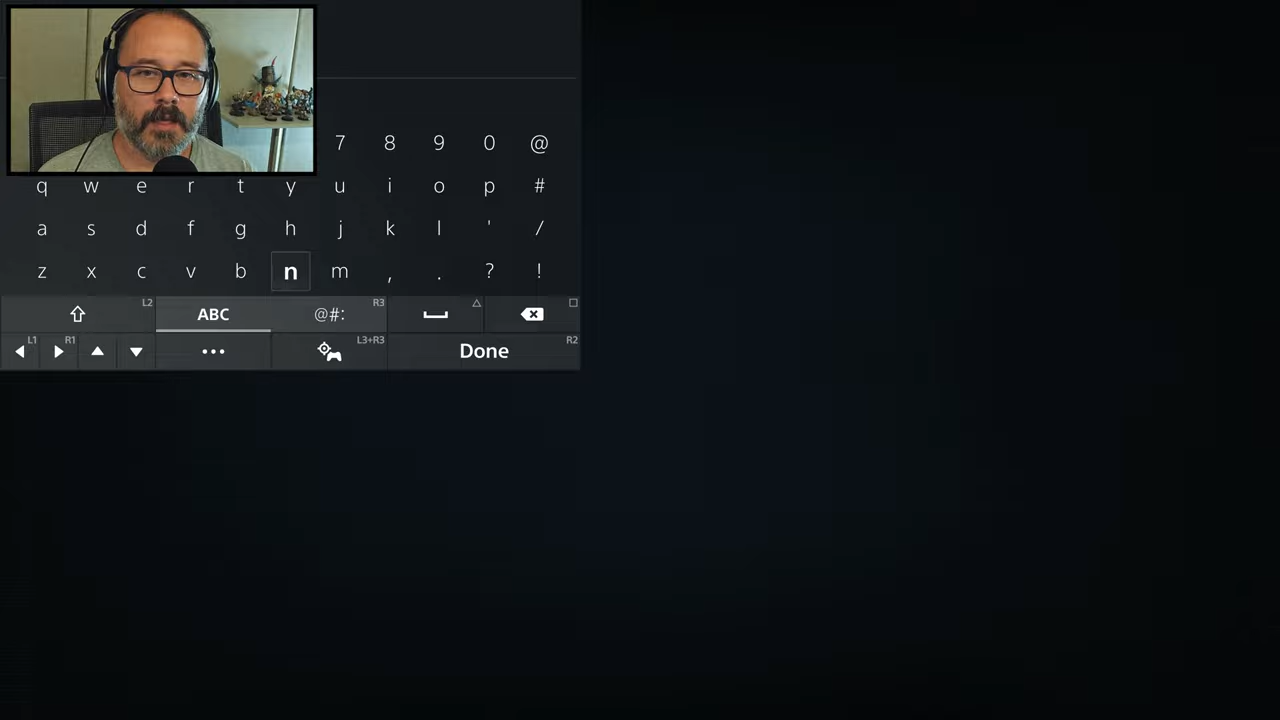 7 8 9 0 @
q w e r t y u i o p #
a s d f g h j k l ' /
z x c v b n m , . ? !
L2 ABC @#: R3 △ □
L1 R1 ... L3+R3 Done R2